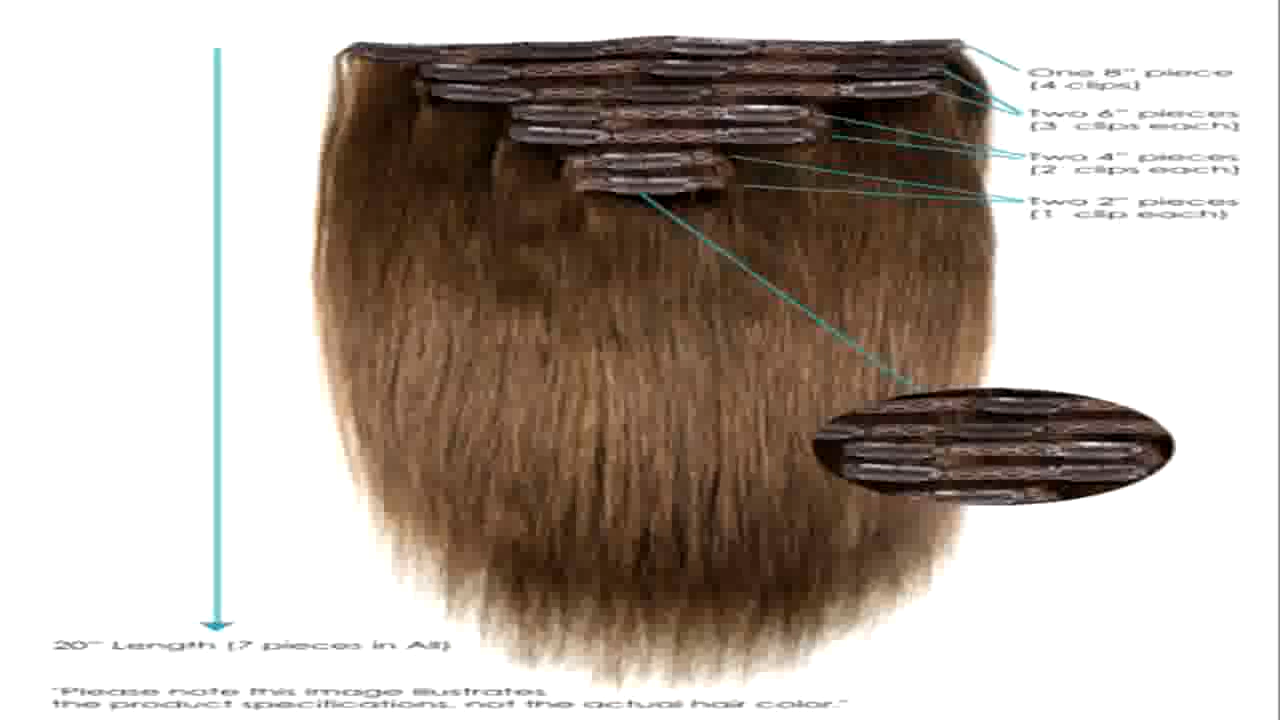 One 8" piece
(4 clips)
Two 6" pieces
(3 clips each)
Two 4" pieces
(2 clips each)
Two 2" pieces
(1 clip each)
20" Length (7 pieces in All)
"Please note this image illustrates
the product specifications, not the actual hair color."